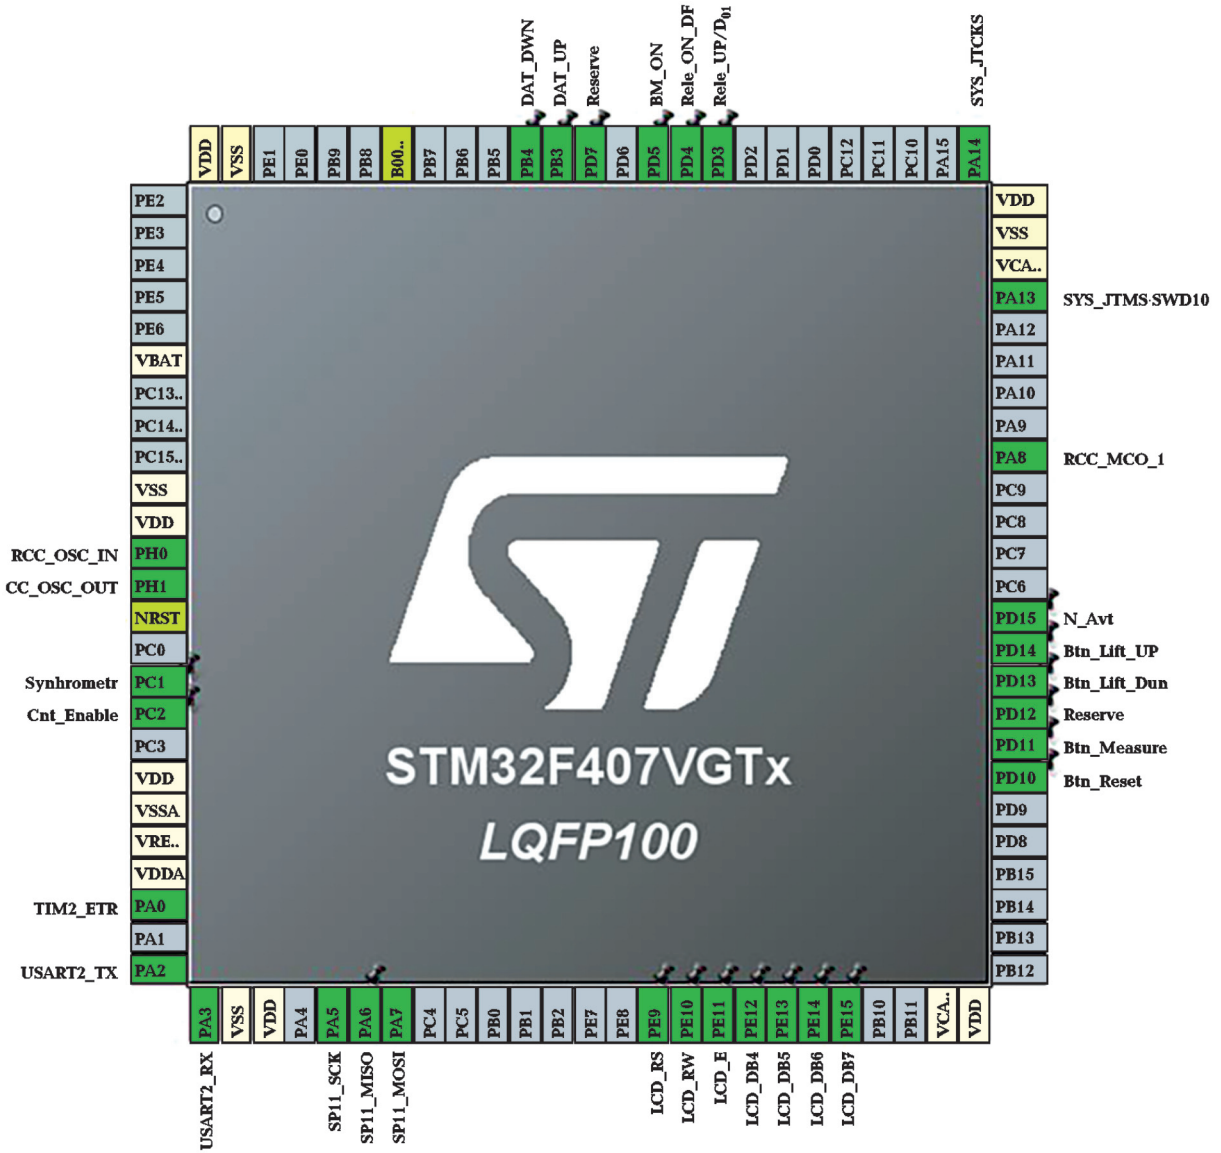 DAT_DWN
DAT_UP
Reserve
BM_ON
Rele_ON_DF
Rele_UP/D01
SYS_JTCKS
VDD
VSS
PE1
PE0
PB9
PB8
B00..
PB7
PB6
PB5
PB4
PB3
PD7
PD6
PD5
PD4
PD3
PD2
PD1
PD0
PC12
PC11
PC10
PA15
PA14
PE2
PE3
PE4
PE5
PE6
VBAT
PC13..
PC14..
PC15..
VSS
VDD
RCC_OSC_IN PH0
CC_OSC_OUT PH1
NRST
PC0
Synhrometr PC1
Cnt_Enable PC2
PC3
VDD
VSSA
VRE..
VDDA
TIM2_ETR PA0
PA1
USART2_TX PA2
STM32F407VGTx
LQFP100
VDD
VSS
VCA..
PA13 SYS_JTMS·SWD10
PA12
PA11
PA10
PA9
PA8 RCC_MCO_1
PC9
PC8
PC7
PC6
PD15 N_Avt
PD14 Btn_Lift_UP
PD13 Btn_Lift_Dun
PD12 Reserve
PD11 Btn_Measure
PD10 Btn_Reset
PD9
PD8
PB15
PB14
PB13
PB12
PA3
VSS
VDD
PA4
PA5
PA6
PA7
PC4
PC5
PB0
PB1
PB2
PE7
PE8
PE9
PE10
PE11
PE12
PE13
PE14
PE15
PB10
PB11
VCA..
VDD
USART2_RX
SP11_SCK
SP11_MISO
SP11_MOSI
LCD_RS
LCD_RW
LCD_E
LCD_DB4
LCD_DB5
LCD_DB6
LCD_DB7